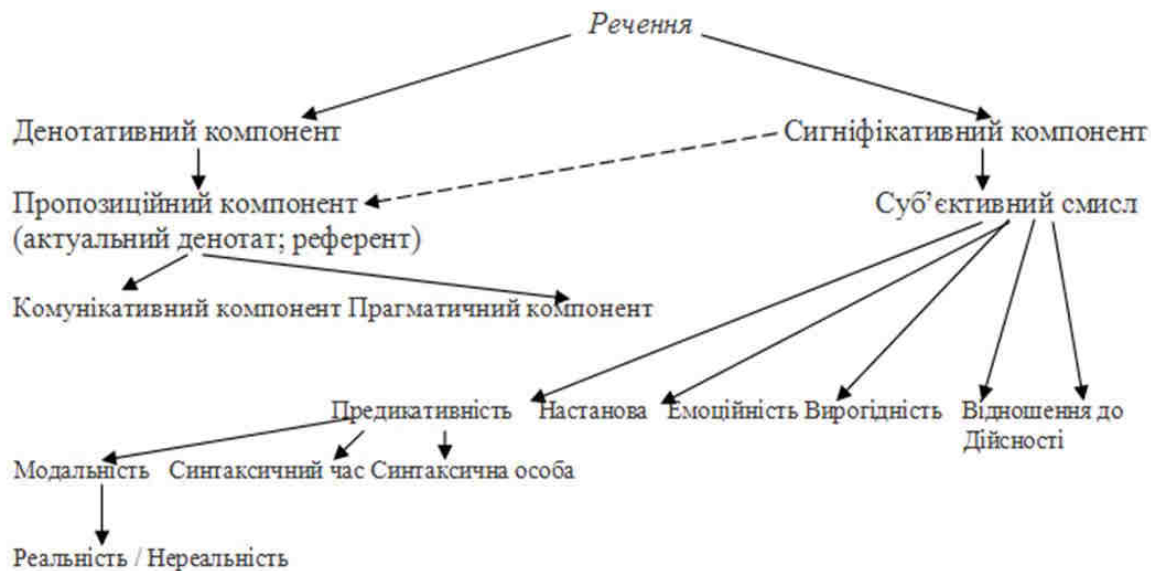 Речення
Денотативний компонент Сигніфікативний компонент
Пропозиційний компонент Суб’єктивний смисл
(актуальний денотат; референт)
Комунікативний компонент Прагматичний компонент
Предикативність Настанова Емоційність Вирогідність Відношення до
Дійсності
Модальність Синтаксичний час Синтаксична особа
Реальність / Нереальність